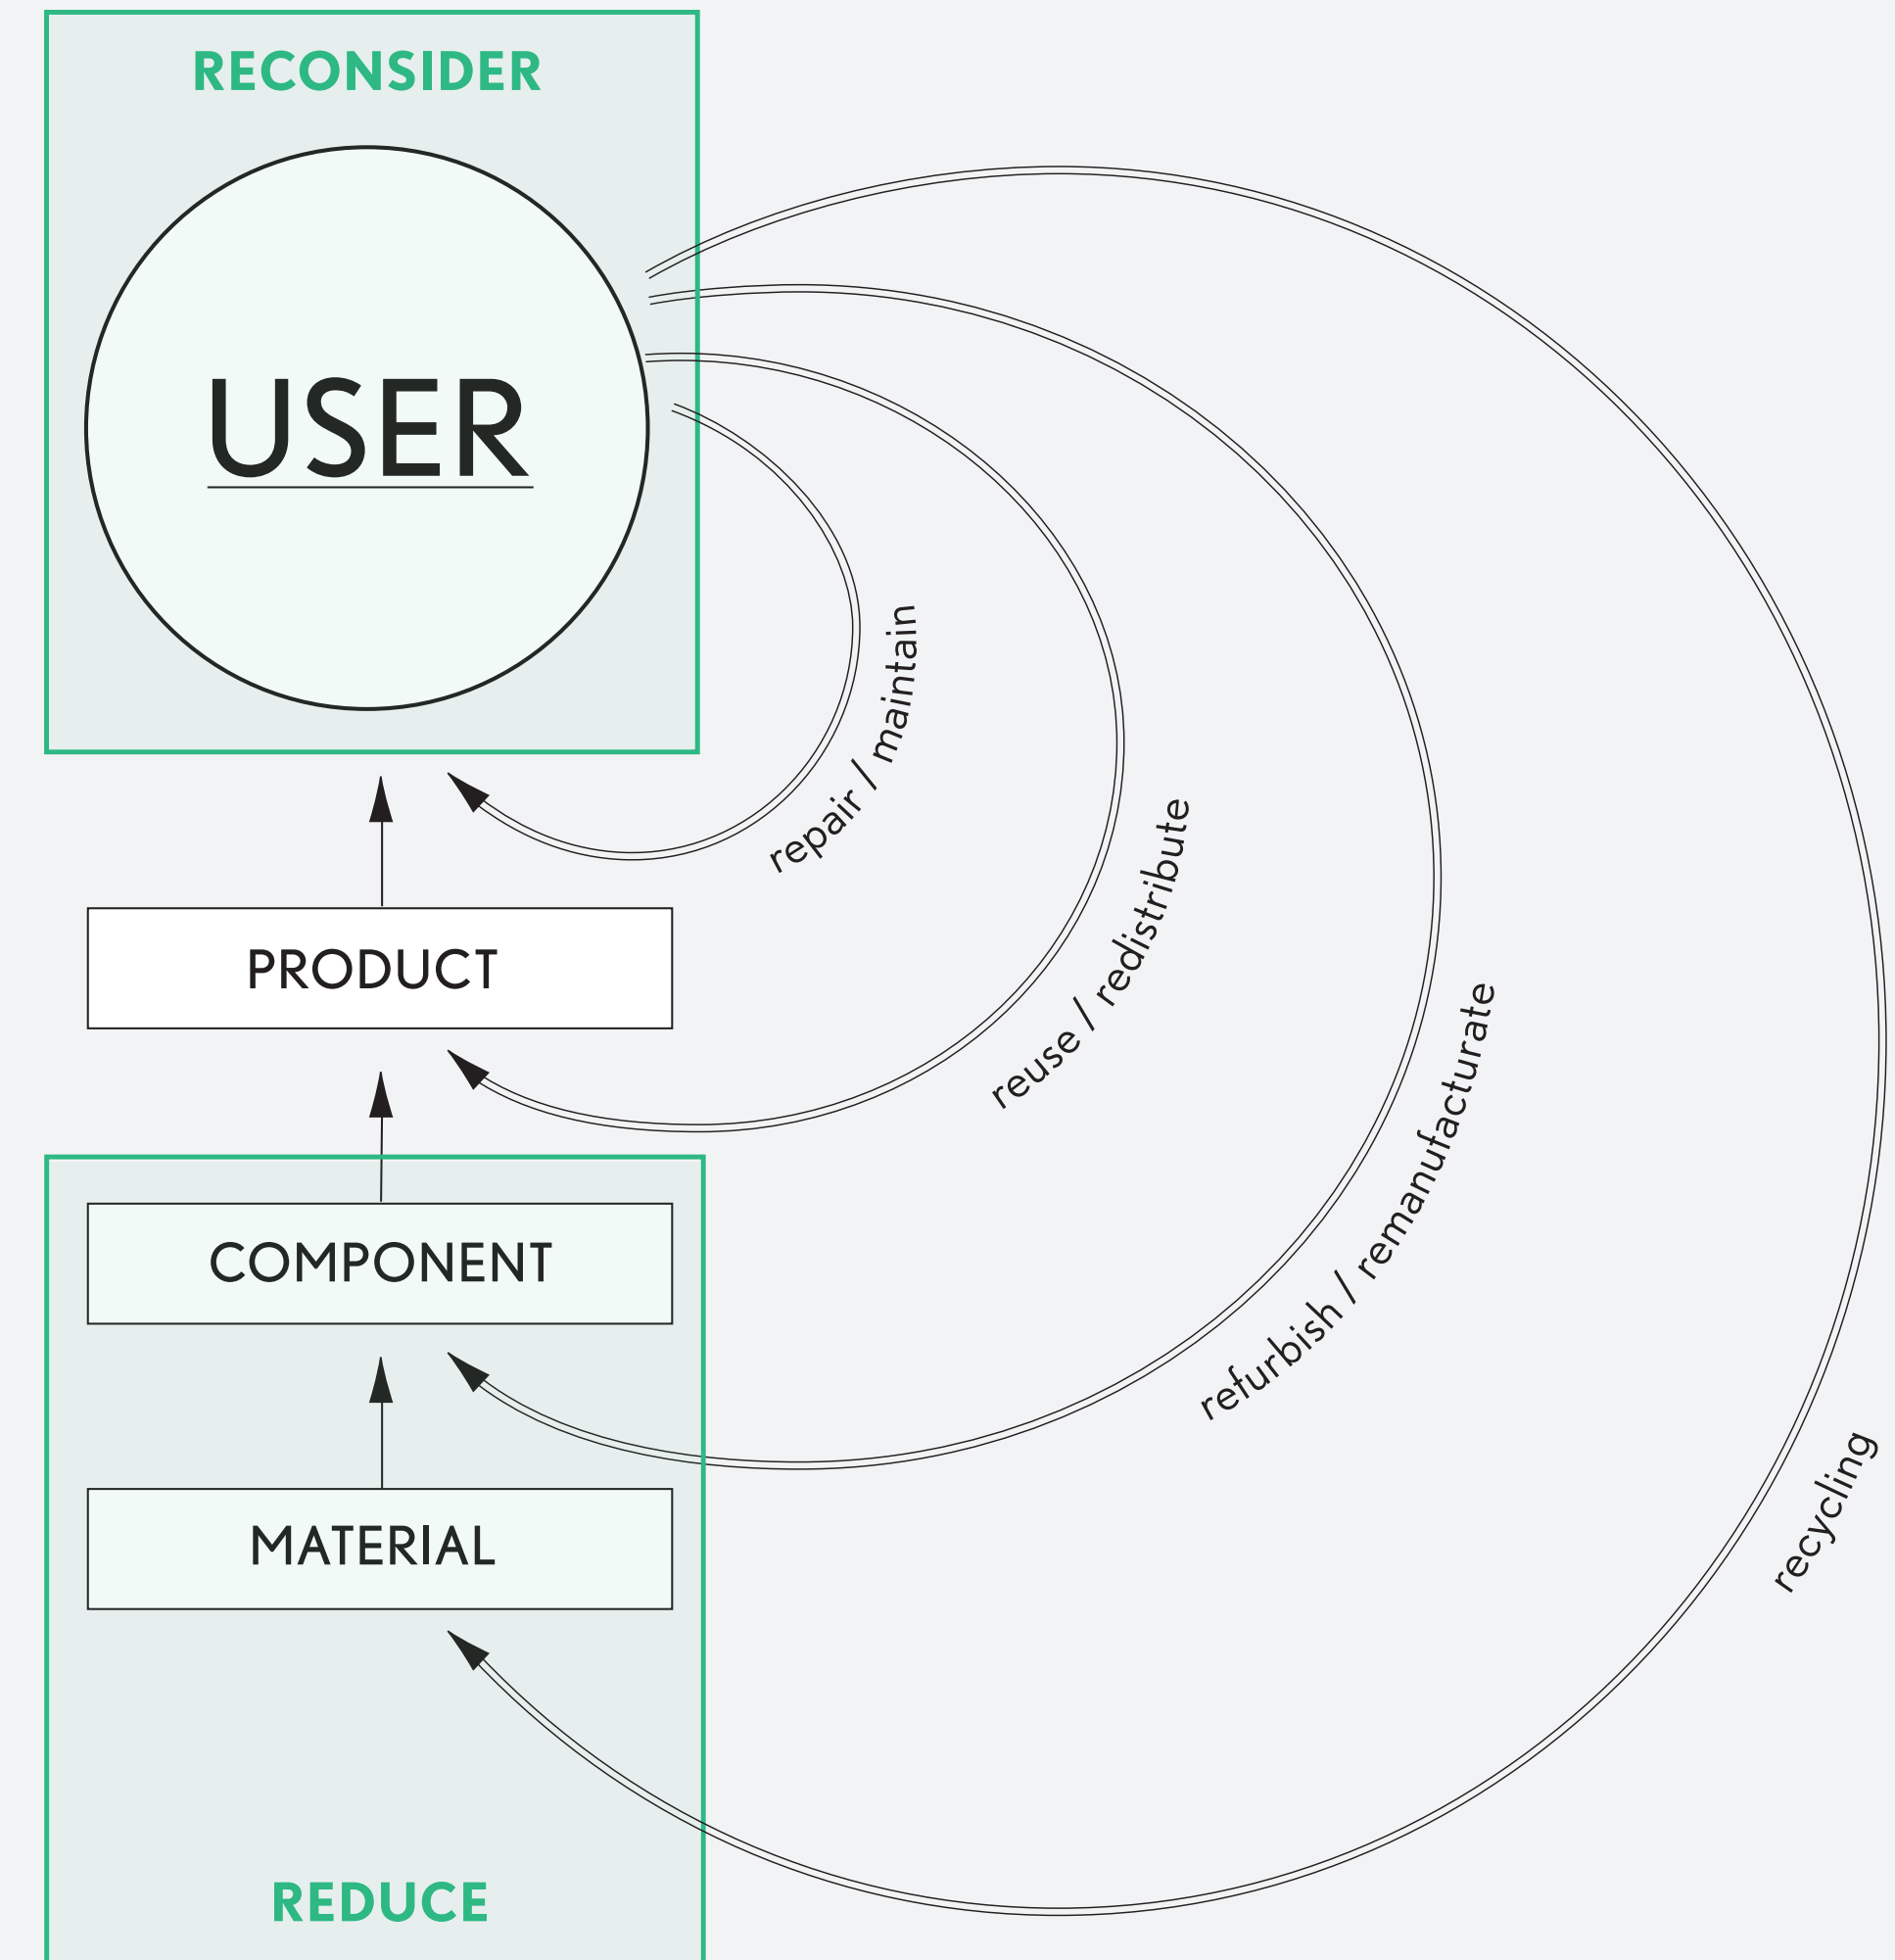 RECONSIDER
USER
repair / maintain
reuse / redistribute
PRODUCT
refurbish / remanufacturate
COMPONENT
recycling
MATERIAL
REDUCE